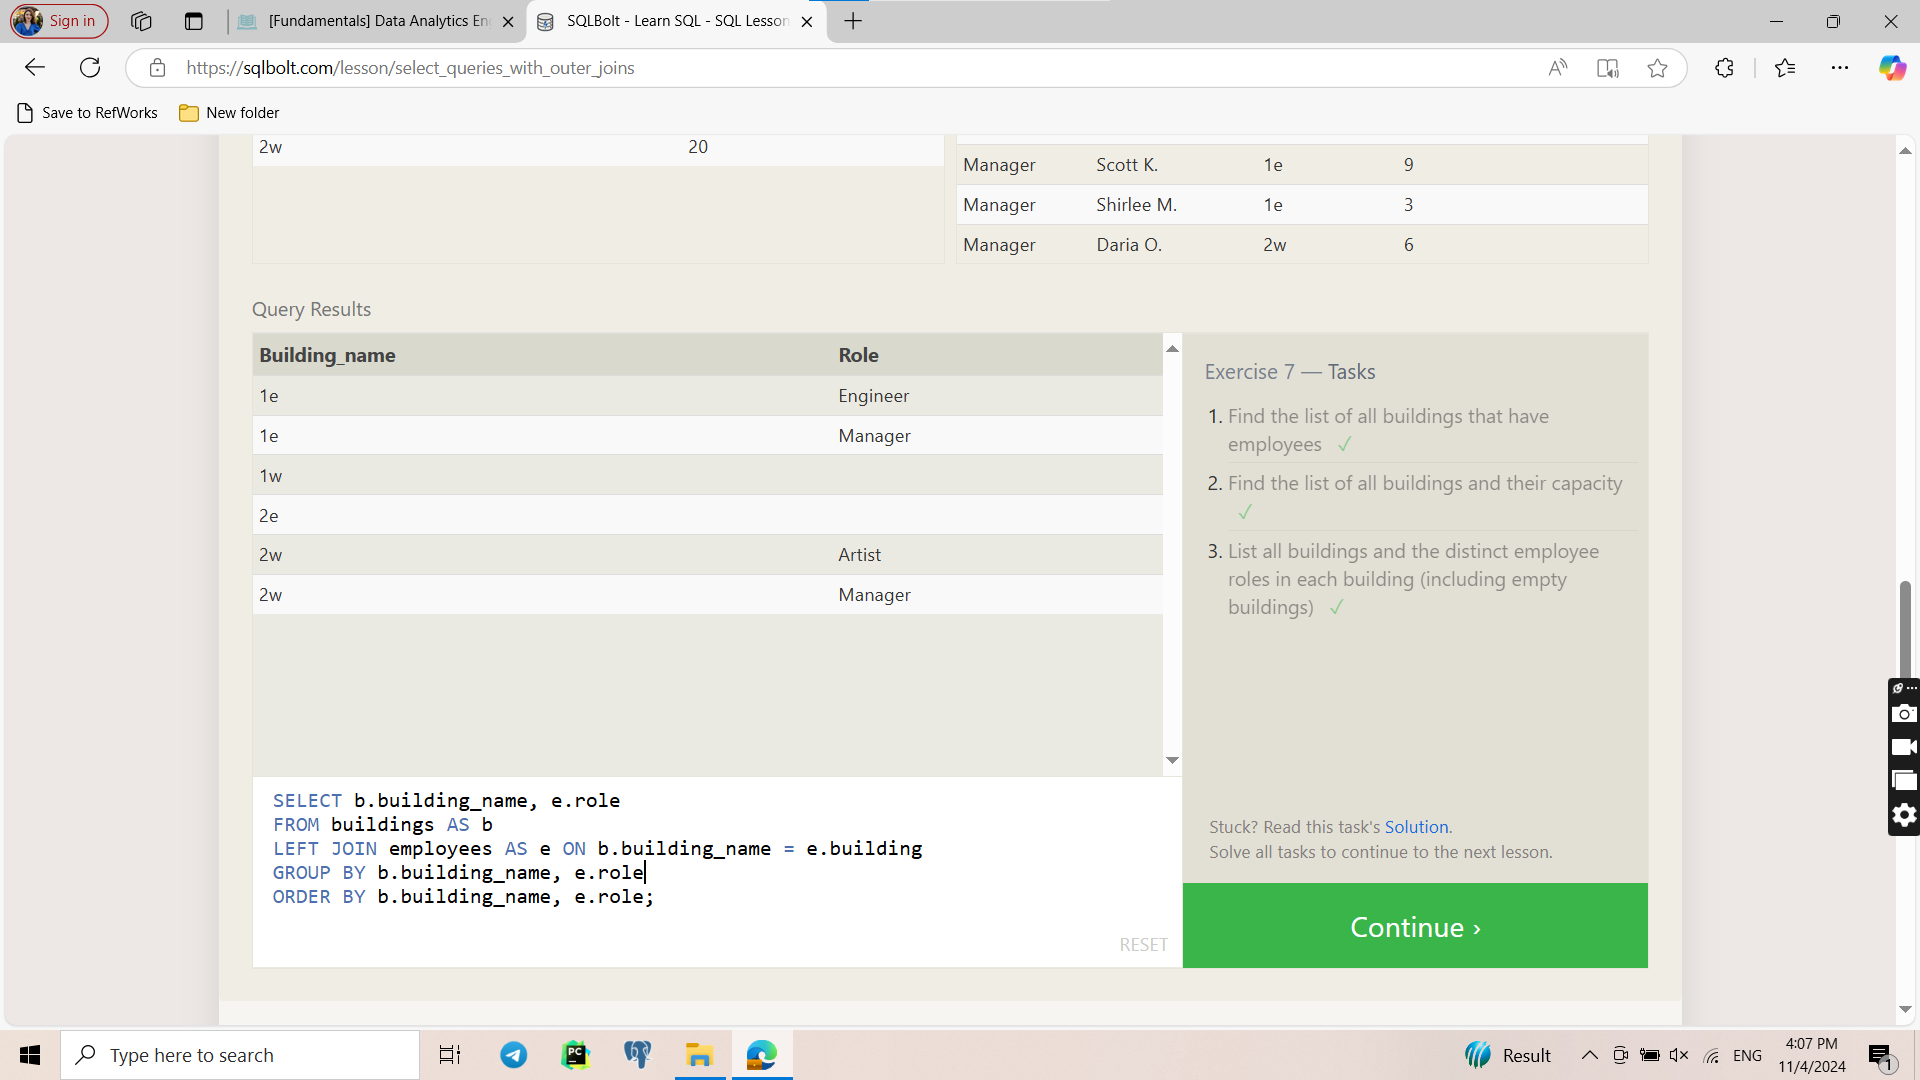 Sign in
[Fundamentals] Data Analytics En
SQLBolt - Learn SQL - SQL Lesson
https://sqlbolt.com/lesson/select_queries_with_outer_joins
Save to RefWorks
New folder
2w 20
Manager Scott K. 1e 9
Manager Shirlee M. 1e 3
Manager Daria O. 2w 6
Query Results
Building_name Role
1e Engineer
1e Manager
1w
2e
2w Artist
2w Manager
Exercise 7 — Tasks
1. Find the list of all buildings that have
employees ✓
2. Find the list of all buildings and their capacity
✓
3. List all buildings and the distinct employee
roles in each building (including empty
buildings) ✓
SELECT b.building_name, e.role
FROM buildings AS b
LEFT JOIN employees AS e ON b.building_name = e.building
GROUP BY b.building_name, e.role
ORDER BY b.building_name, e.role;
RESET
Stuck? Read this task's Solution.
Solve all tasks to continue to the next lesson.
Continue ›
Type here to search
PC
Result
ENG
4:07 PM
11/4/2024
1